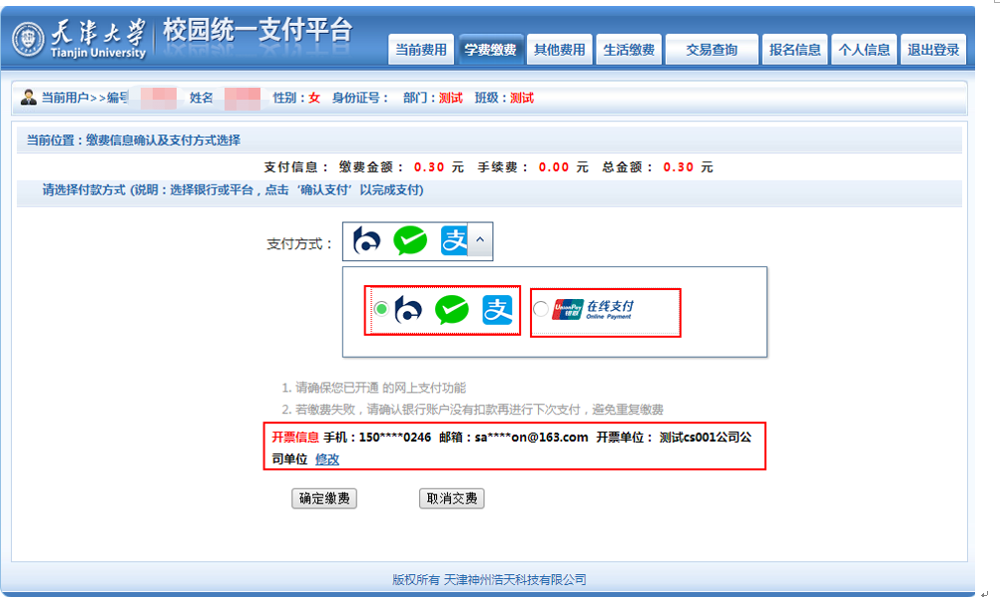 天津大学 校园统一支付平台
Tianjin University
当前费用 学费缴费 其他费用 生活缴费 交易查询 报名信息 个人信息 退出登录
当前用户>>编号 姓名 性别：女 身份证号： 部门：测试 班级：测试
当前位置：缴费信息确认及支付方式选择
支付信息： 缴费金额： 0.30 元 手续费： 0.00 元 总金额： 0.30 元
请选择付款方式 (说明：选择银行或平台，点击‘确认支付’以完成支付)
支付方式： 支
支 UnionPay 银联 在线支付
Online Payment
1. 请确保您已开通 的网上支付功能
2. 若缴费失败，请确认银行账户没有扣款再进行下次支付，避免重复缴费
开票信息 手机：150****0246 邮箱：sa****on@163.com 开票单位： 测试cs001公司公
司单位 修改
确定缴费 取消交费
版权所有 天津神州浩天科技有限公司